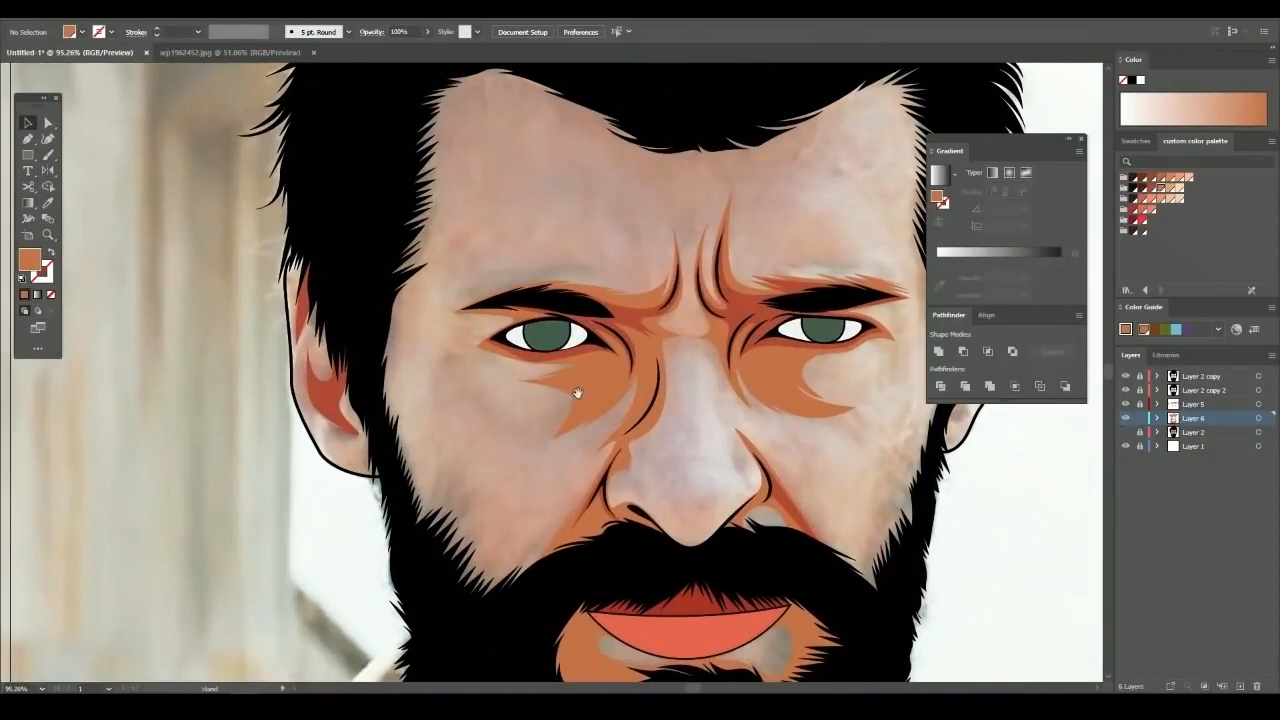 No Selection
Stroke:
5 pt. Round
Opacity: 100%
Style:
Document Setup
Preferences
Untitled-1* @ 95.26% (RGB/Preview) ×
wp1962452.jpg @ 51.06% (RGB/Preview) ×
Color
Swatches
custom color palette
Gradient
Type:
Pathfinder
Align
Shape Modes:
Pathfinders:
Color Guide
Layers
Libraries
Layer 2 copy
Layer 2 copy 2
Layer 5
Layer 6
Layer 2
Layer 1
95.26%
1
Hand
6 Layers